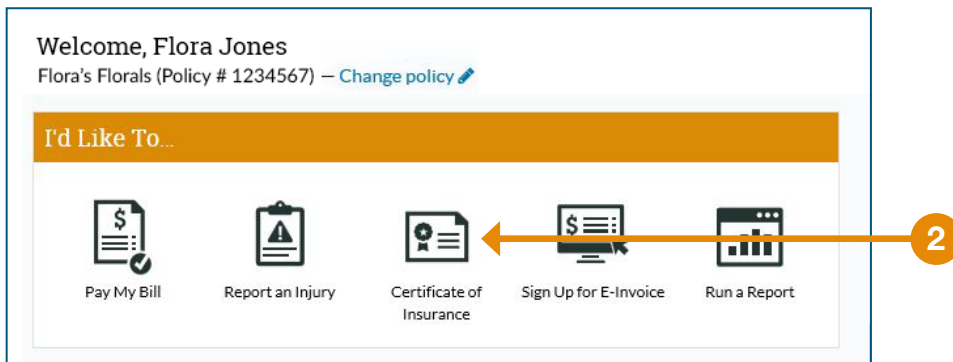 Welcome, Flora Jones
Flora's Florals (Policy # 1234567) — Change policy
I'd Like To...
$ $
2
Pay My Bill Report an Injury Certificate of Insurance Sign Up for E-Invoice Run a Report